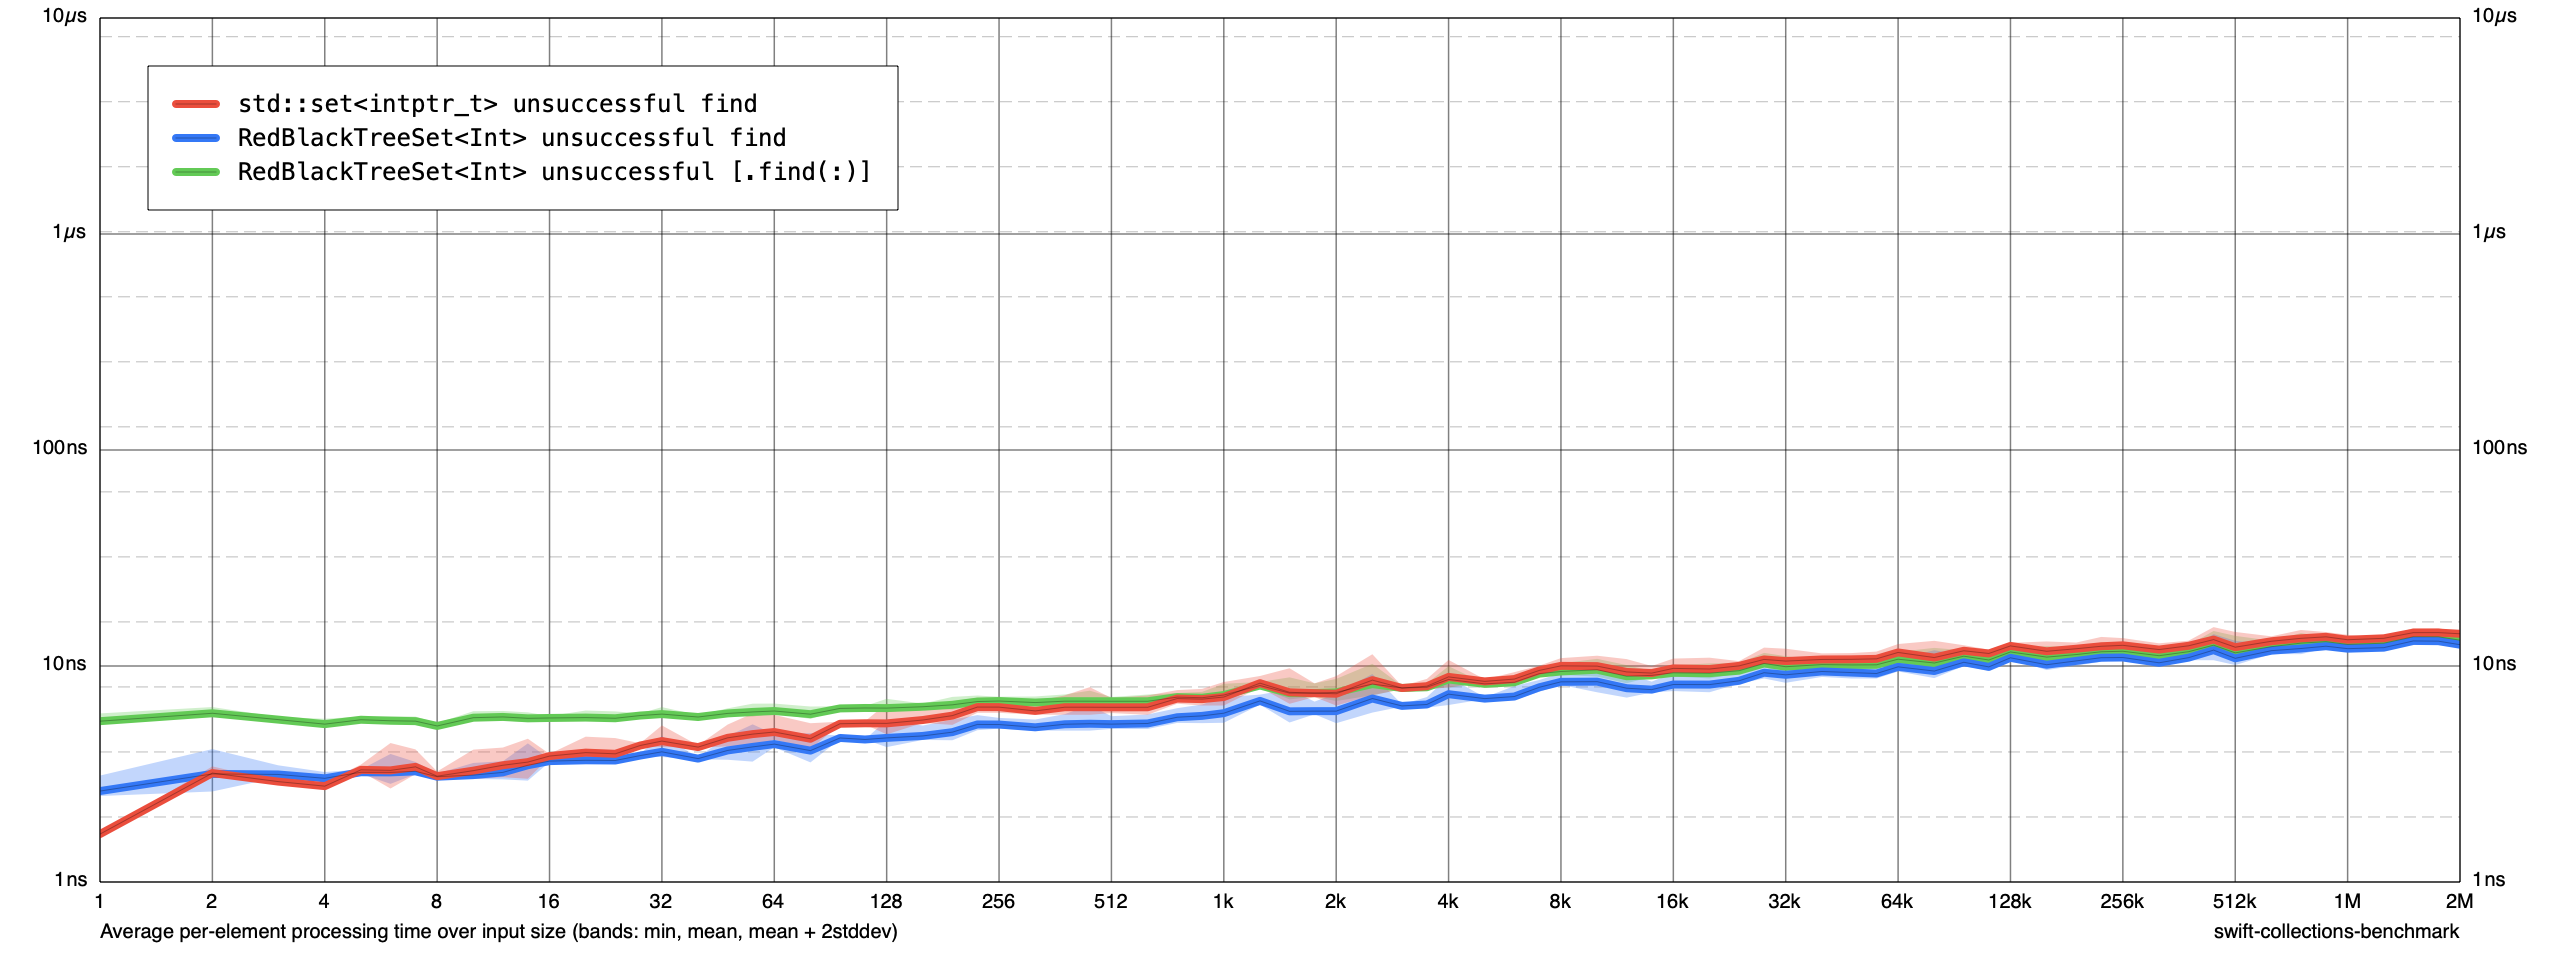 10µs
10µs
std::set<intptr_t> unsuccessful find
RedBlackTreeSet<Int> unsuccessful find
RedBlackTreeSet<Int> unsuccessful [.find(:)]
1µs
1µs
100ns
100ns
10ns
10ns
1ns
1ns
1 2 4 8 16 32 64 128 256 512 1k 2k 4k 8k 16k 32k 64k 128k 256k 512k 1M 2M
Average per-element processing time over input size (bands: min, mean, mean + 2stddev)
swift-collections-benchmark